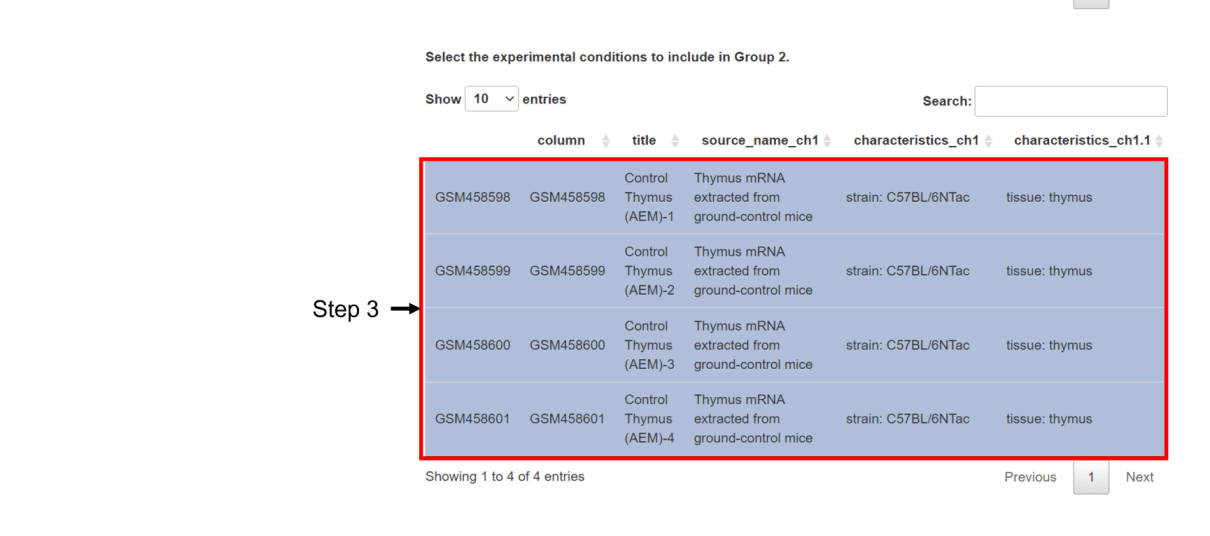 Select the experimental conditions to include in Group 2.
Show 10 entries Search:
column title source_name_ch1 characteristics_ch1 characteristics_ch1.1
Control Thymus mRNA
GSM458598 GSM458598 Thymus extracted from strain: C57BL/6NTac tissue: thymus
(AEM)-1 ground-control mice
Control Thymus mRNA
GSM458599 GSM458599 Thymus extracted from strain: C57BL/6NTac tissue: thymus
(AEM)-2 ground-control mice
Step 3
Control Thymus mRNA
GSM458600 GSM458600 Thymus extracted from strain: C57BL/6NTac tissue: thymus
(AEM)-3 ground-control mice
Control Thymus mRNA
GSM458601 GSM458601 Thymus extracted from strain: C57BL/6NTac tissue: thymus
(AEM)-4 ground-control mice
Showing 1 to 4 of 4 entries Previous 1 Next